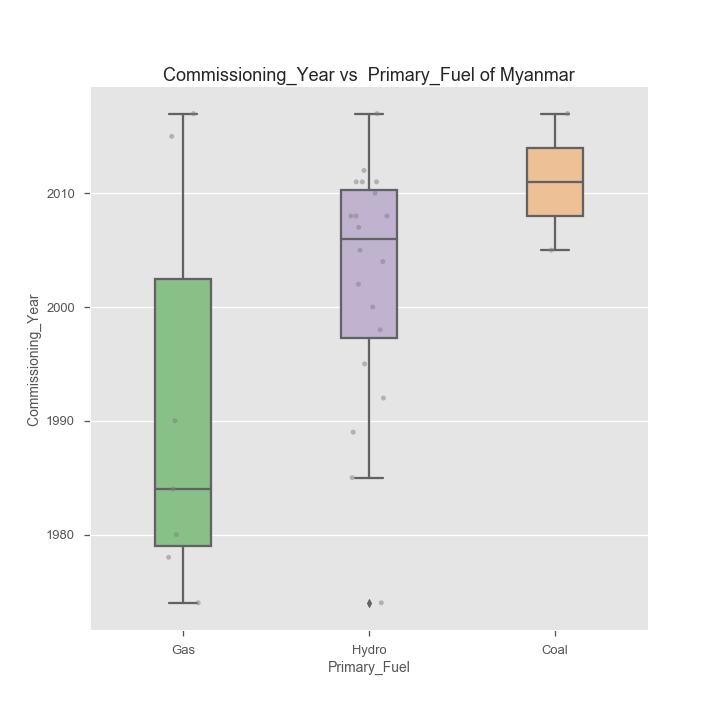 Commissioning_Year vs  Primary_Fuel of Myanmar
Commissioning_Year
2010
2000
1990
1980
Gas
Hydro
Coal
Primary_Fuel